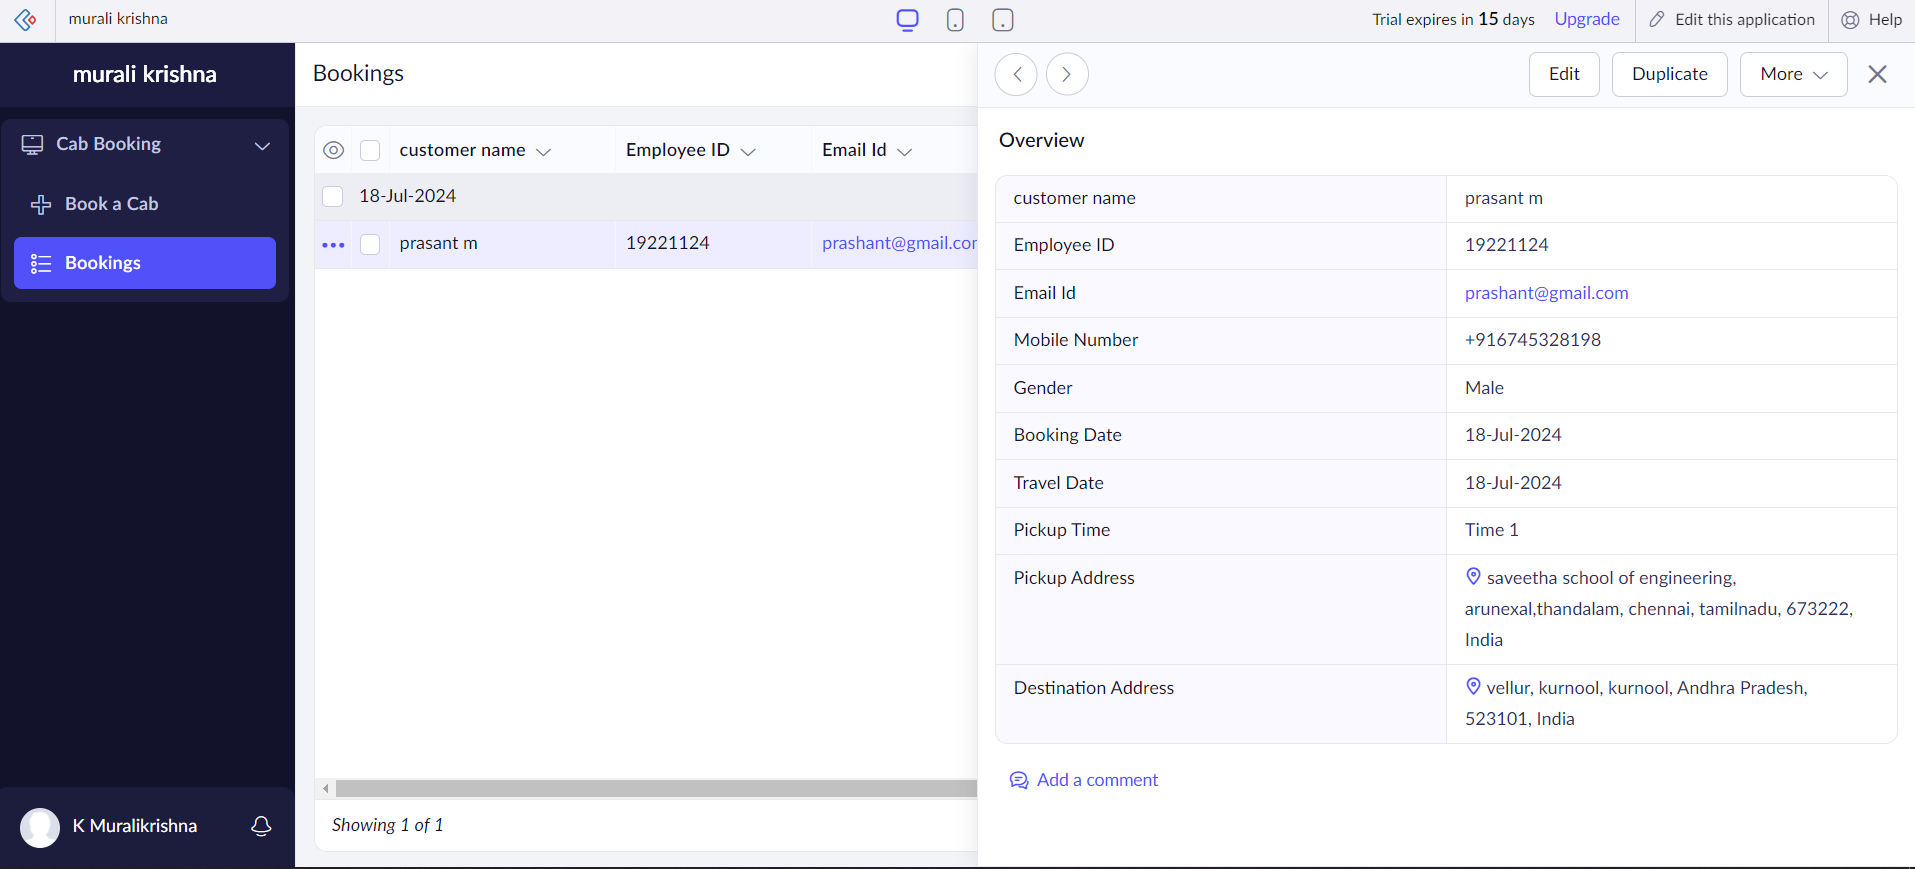 murali krishna
Trial expires in 15 days Upgrade Edit this application Help
murali krishna
Cab Booking
Book a Cab
Bookings
K Muralikrishna
Bookings
customer name Employee ID Email Id
18-Jul-2024
prasant m 19221124 prashant@gmail.cor
Showing 1 of 1
Edit Duplicate More
Overview
customer name prasant m
Employee ID 19221124
Email Id prashant@gmail.com
Mobile Number +916745328198
Gender Male
Booking Date 18-Jul-2024
Travel Date 18-Jul-2024
Pickup Time Time 1
Pickup Address saveetha school of engineering,
arunexal,thandalam, chennai, tamilnadu, 673222,
India
Destination Address vellur, kurnool, kurnool, Andhra Pradesh,
523101, India
Add a comment